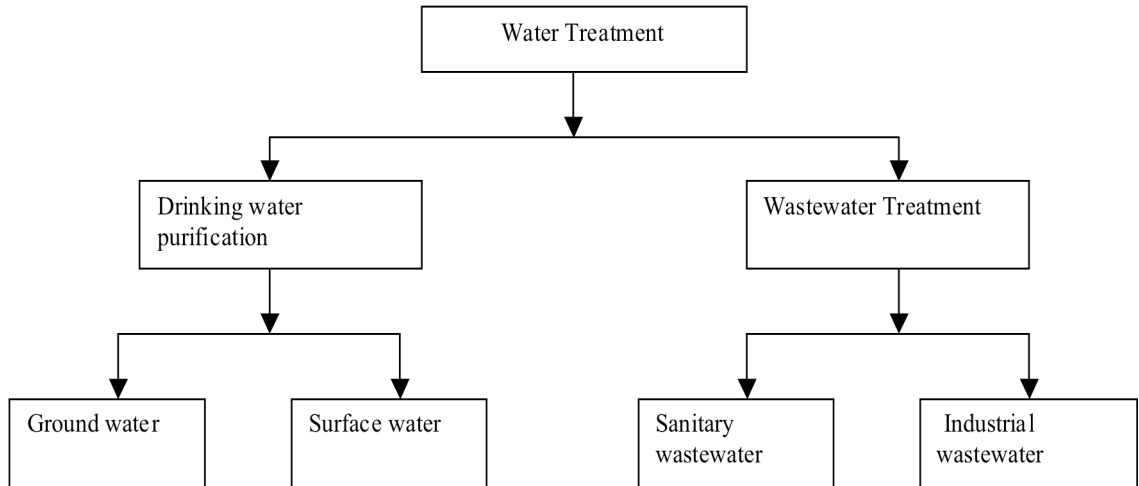 Water Treatment
Drinking water
purification
Wastewater Treatment
Ground water
Surface water
Sanitary
wastewater
Industrial
wastewater